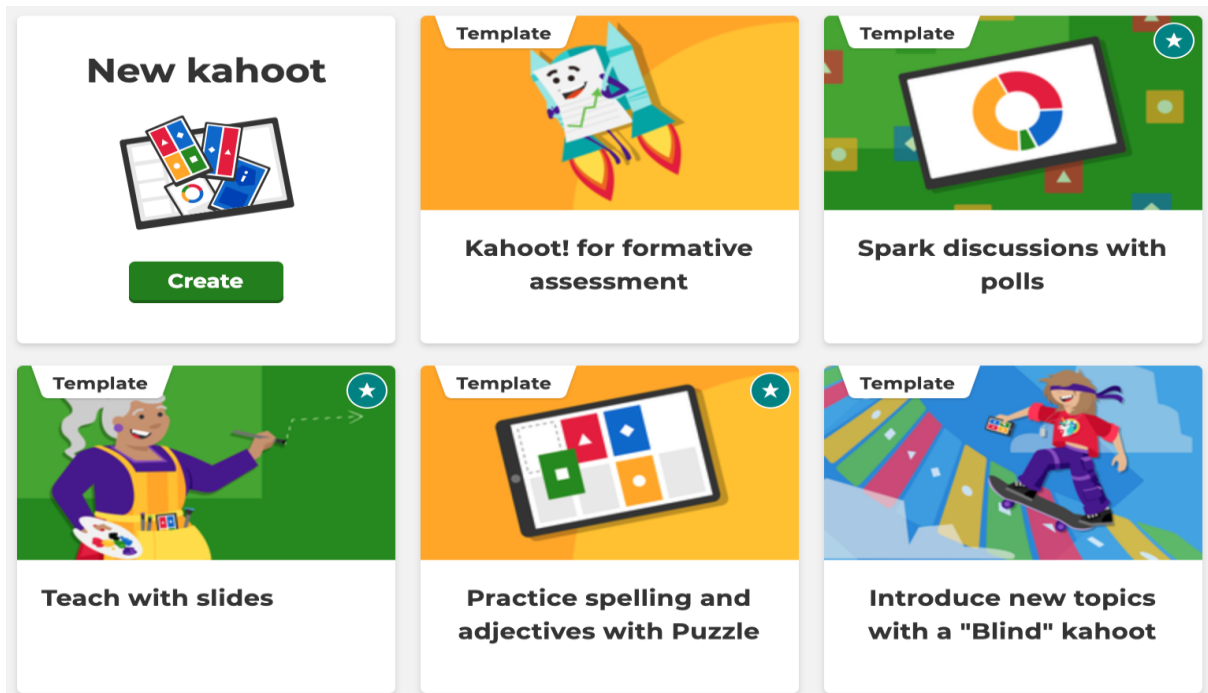 New kahoot
Create
Template
Kahoot! for formative
assessment
Template
Spark discussions with
polls
Template
Teach with slides
Template
Practice spelling and
adjectives with Puzzle
Template
Introduce new topics
with a "Blind" kahoot